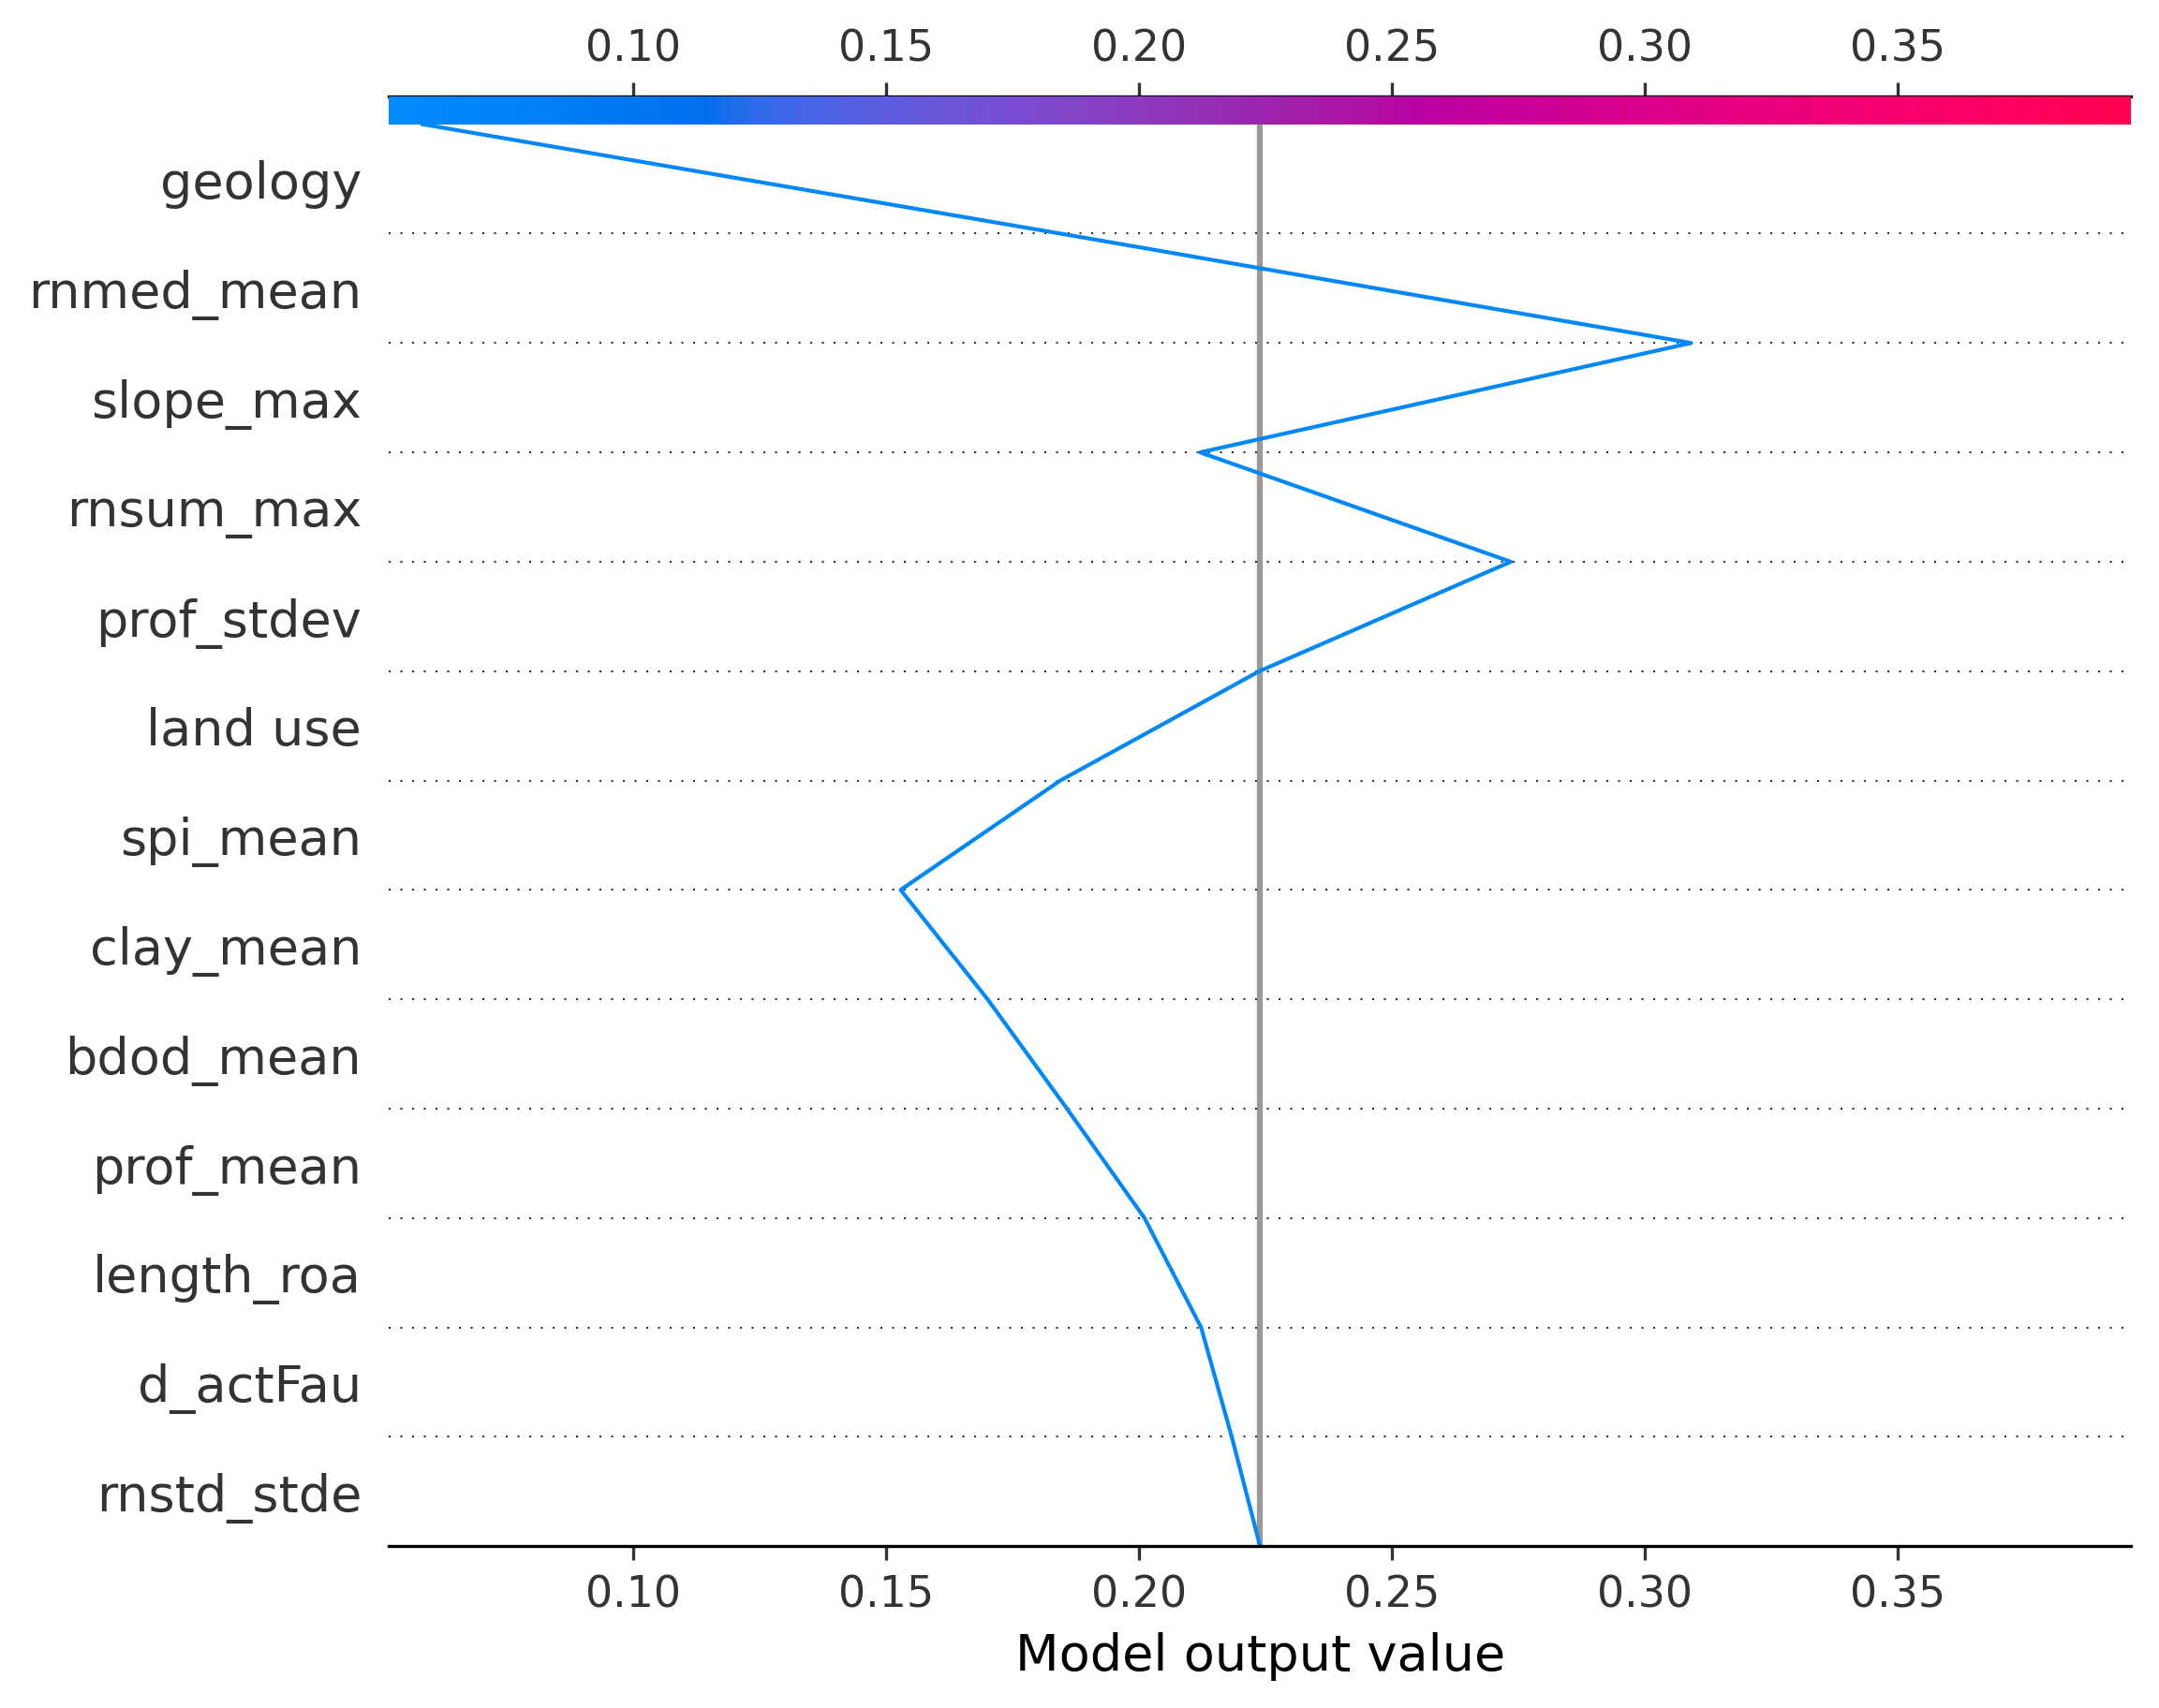 0.10 0.15 0.20 0.25 0.30 0.35
geology
rnmed_mean
slope_max
rnsum_max
prof_stdev
land use
spi_mean
clay_mean
bdod_mean
prof_mean
length_roa
d_actFau
rnstd_stde
0.10 0.15 0.20 0.25 0.30 0.35
Model output value